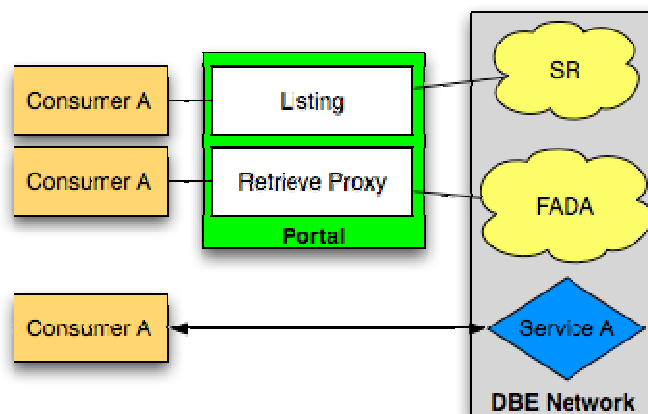 Consumer A
Listing
SR
Consumer A
Retrieve Proxy
FADA
Portal
Consumer A
Service A
DBE Network